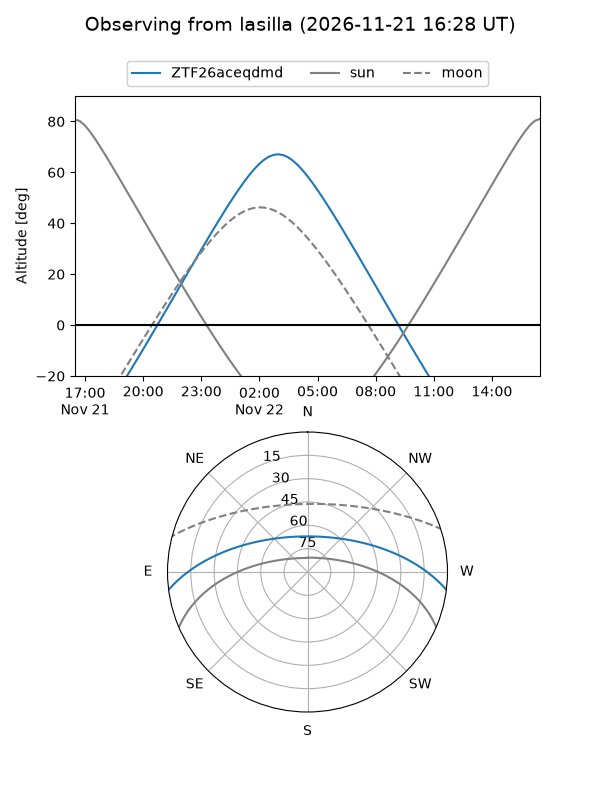 Observing from lasilla (2026-11-21 16:28 UT)
ZTF26aceqdmd sun moon
80
60
40
20
0
−20
Altitude [deg]
17:00 20:00 23:00 02:00 05:00 08:00 11:00 14:00
Nov 21 Nov 22
N
NE NW
15
30
45
60
75
E W
SE SW
S